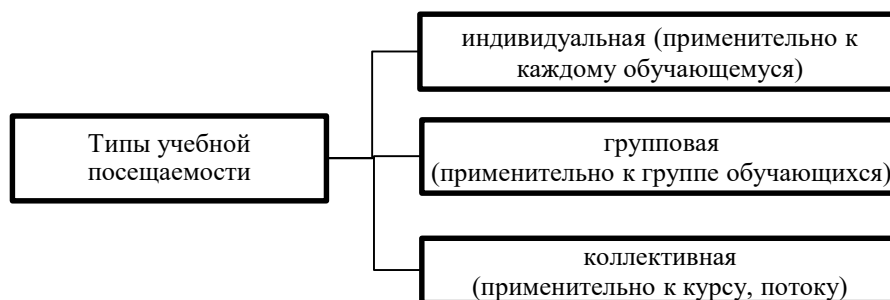 индивидуальная (применительно к
каждому обучающемуся)
Типы учебной
посещаемости
групповая
(применительно к группе обучающихся)
коллективная
(применительно к курсу, потоку)